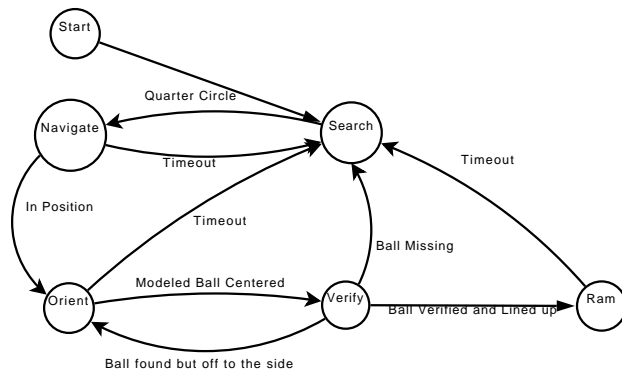 Start
Quarter Circle
Navigate
Search
Timeout
Timeout
In Position
Timeout
Ball Missing
Modeled Ball Centered
Orient
Verify
Ram
Ball Verified and Lined up
Ball found but off to the side